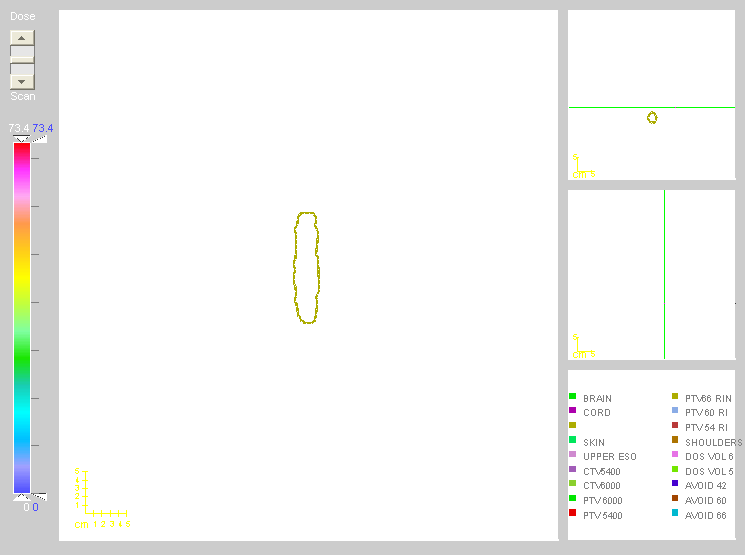 Dose
Scan
73.4 73.4
0 0
5
4
3
2
1
cm 1 2 3 4 5
5
cm 5
5
cm 5
BRAIN
CORD
SKIN
UPPER ESO
CTV5400
CTV6000
PTV6000
PTV5400
PTV66 RIN
PTV60 RI
PTV54 RI
SHOULDERS
DOS VOL 6
DOS VOL 5
AVOID 42
AVOID 60
AVOID 66